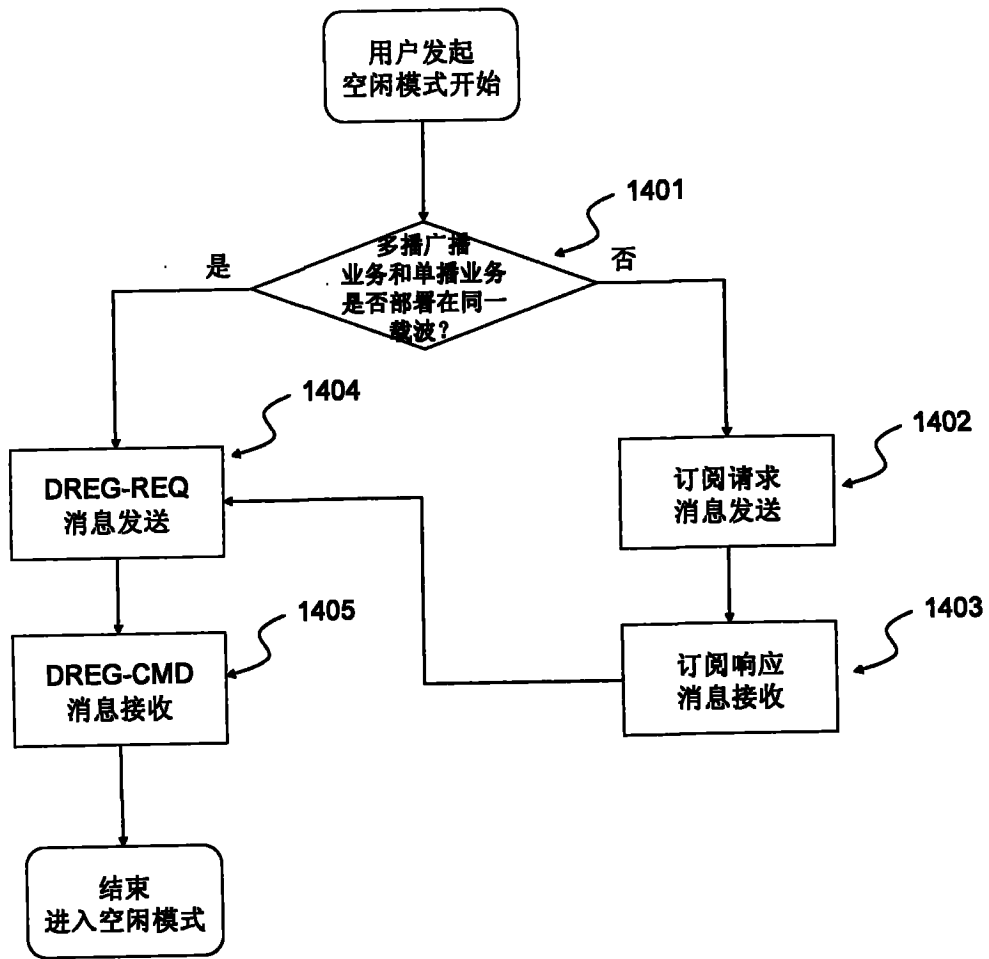 用户发起
空闲模式开始
1401
多播广播
业务和单播业务
是否部署在同一
载波？
是
否
1404
DREG-REQ
消息发送
1402
订阅请求
消息发送
1405
DREG-CMD
消息接收
1403
订阅响应
消息接收
结束
进入空闲模式